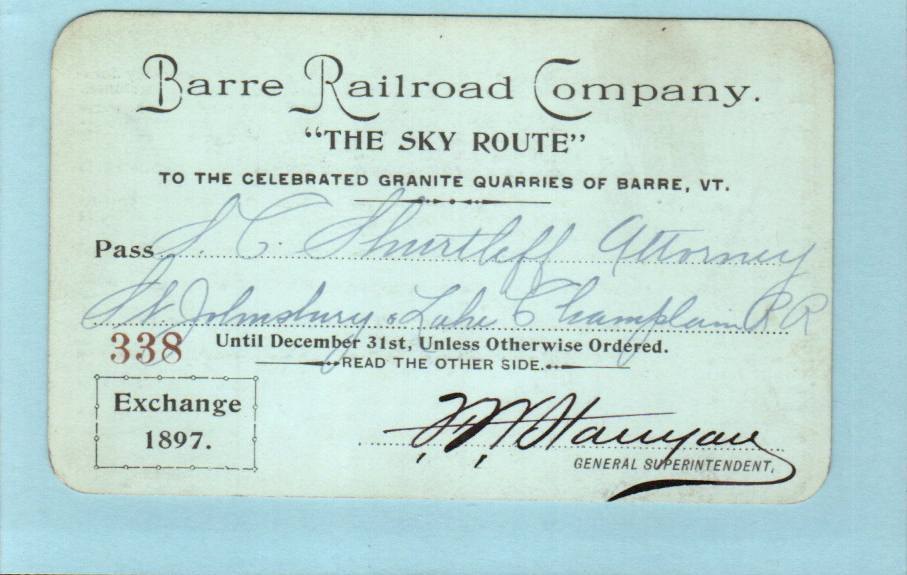 Barre Railroad Company.
"THE SKY ROUTE"
TO THE CELEBRATED GRANITE QUARRIES OF BARRE, VT.
Pass S. C. Shurtleff Attorney
St Johnsbury & Lake Champlain R R
338 Until December 31st, Unless Otherwise Ordered.
READ THE OTHER SIDE.
Exchange
1897.
F. W. Stanyan
GENERAL SUPERINTENDENT,